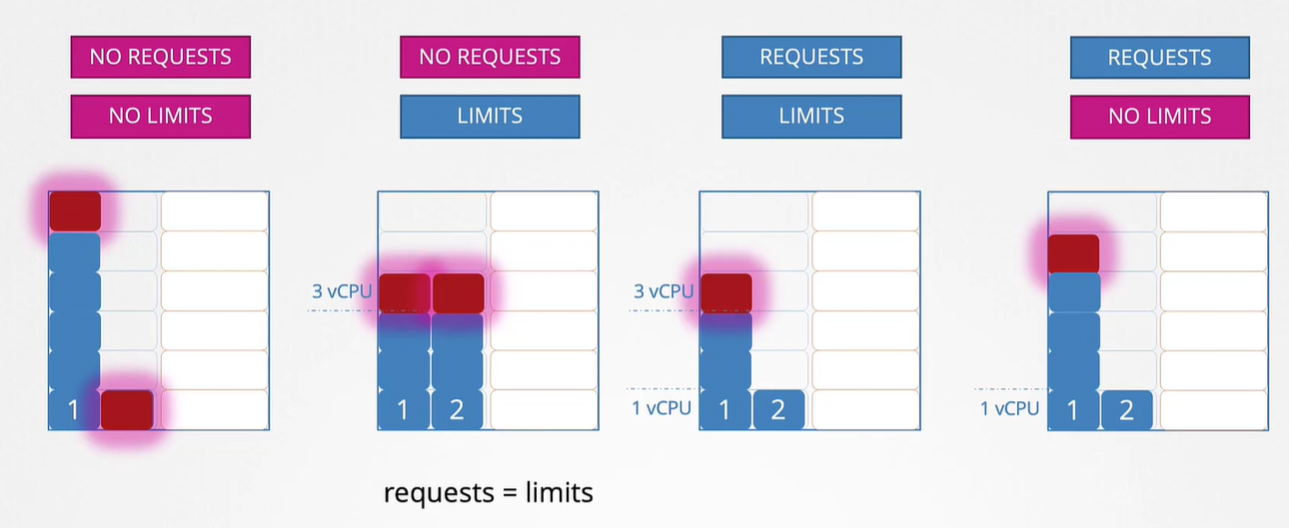 NO REQUESTS
NO LIMITS
1
NO REQUESTS
LIMITS
3 vCPU
1 2
requests = limits
REQUESTS
LIMITS
3 vCPU
1 vCPU 1 2
REQUESTS
NO LIMITS
1 vCPU 1 2